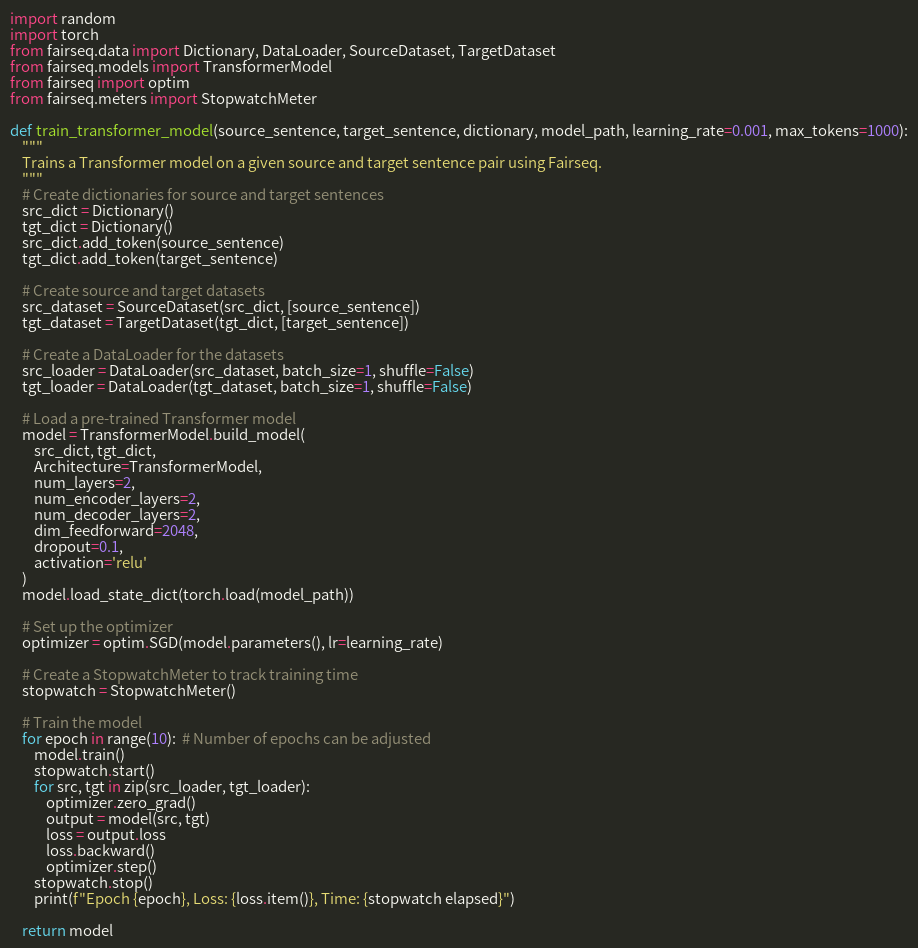 import random
import torch
from fairseq.data import Dictionary, DataLoader, SourceDataset, TargetDataset
from fairseq.models import TransformerModel
from fairseq import optim
from fairseq.meters import StopwatchMeter

def train_transformer_model(source_sentence, target_sentence, dictionary, model_path, learning_rate=0.001, max_tokens=1000):
    """
    Trains a Transformer model on a given source and target sentence pair using Fairseq.
    """
    # Create dictionaries for source and target sentences
    src_dict = Dictionary()
    tgt_dict = Dictionary()
    src_dict.add_token(source_sentence)
    tgt_dict.add_token(target_sentence)

    # Create source and target datasets
    src_dataset = SourceDataset(src_dict, [source_sentence])
    tgt_dataset = TargetDataset(tgt_dict, [target_sentence])

    # Create a DataLoader for the datasets
    src_loader = DataLoader(src_dataset, batch_size=1, shuffle=False)
    tgt_loader = DataLoader(tgt_dataset, batch_size=1, shuffle=False)

    # Load a pre-trained Transformer model
    model = TransformerModel.build_model(
        src_dict, tgt_dict,
        Architecture=TransformerModel,
        num_layers=2,
        num_encoder_layers=2,
        num_decoder_layers=2,
        dim_feedforward=2048,
        dropout=0.1,
        activation='relu'
    )
    model.load_state_dict(torch.load(model_path))

    # Set up the optimizer
    optimizer = optim.SGD(model.parameters(), lr=learning_rate)

    # Create a StopwatchMeter to track training time
    stopwatch = StopwatchMeter()

    # Train the model
    for epoch in range(10):  # Number of epochs can be adjusted
        model.train()
        stopwatch.start()
        for src, tgt in zip(src_loader, tgt_loader):
            optimizer.zero_grad()
            output = model(src, tgt)
            loss = output.loss
            loss.backward()
            optimizer.step()
        stopwatch.stop()
        print(f"Epoch {epoch}, Loss: {loss.item()}, Time: {stopwatch elapsed}")

    return model